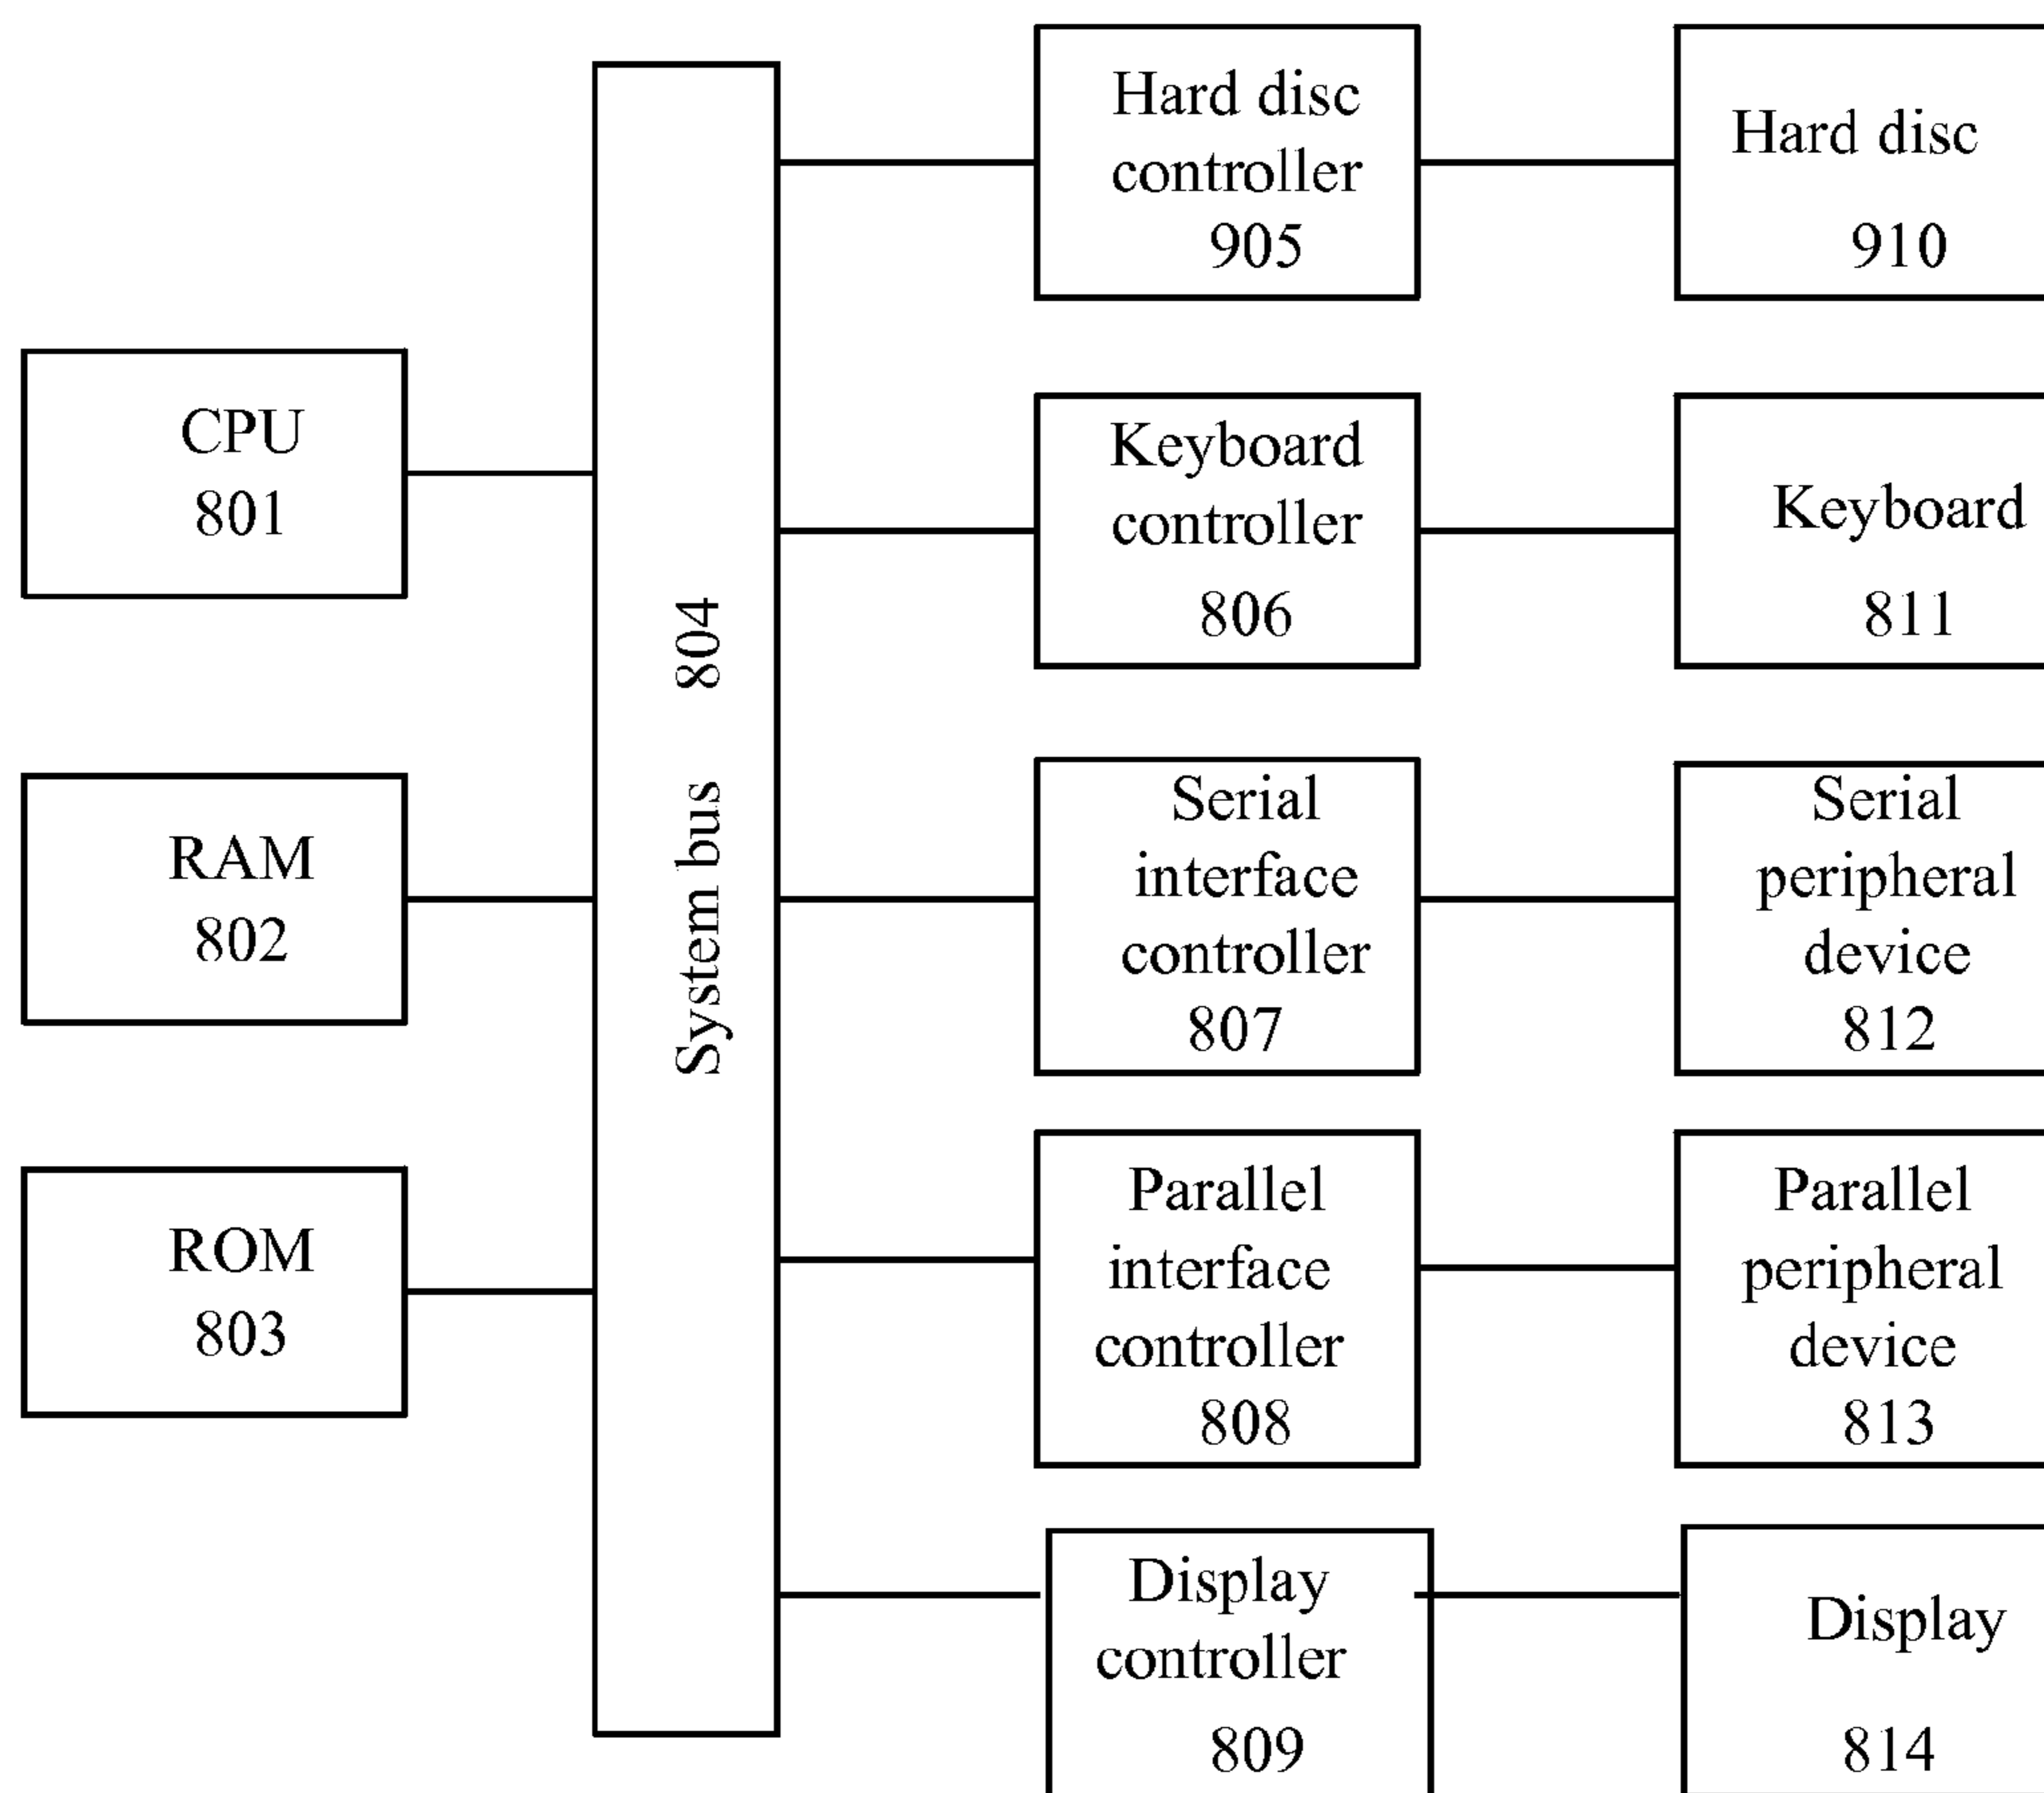 CPU
801
RAM
802
ROM
803
System bus 804
Hard disc
controller
905
Hard disc
910
Keyboard
controller
806
Keyboard
811
Serial
interface
controller
807
Serial
peripheral
device
812
Parallel
interface
controller
808
Parallel
peripheral
device
813
Display
controller
809
Display
814